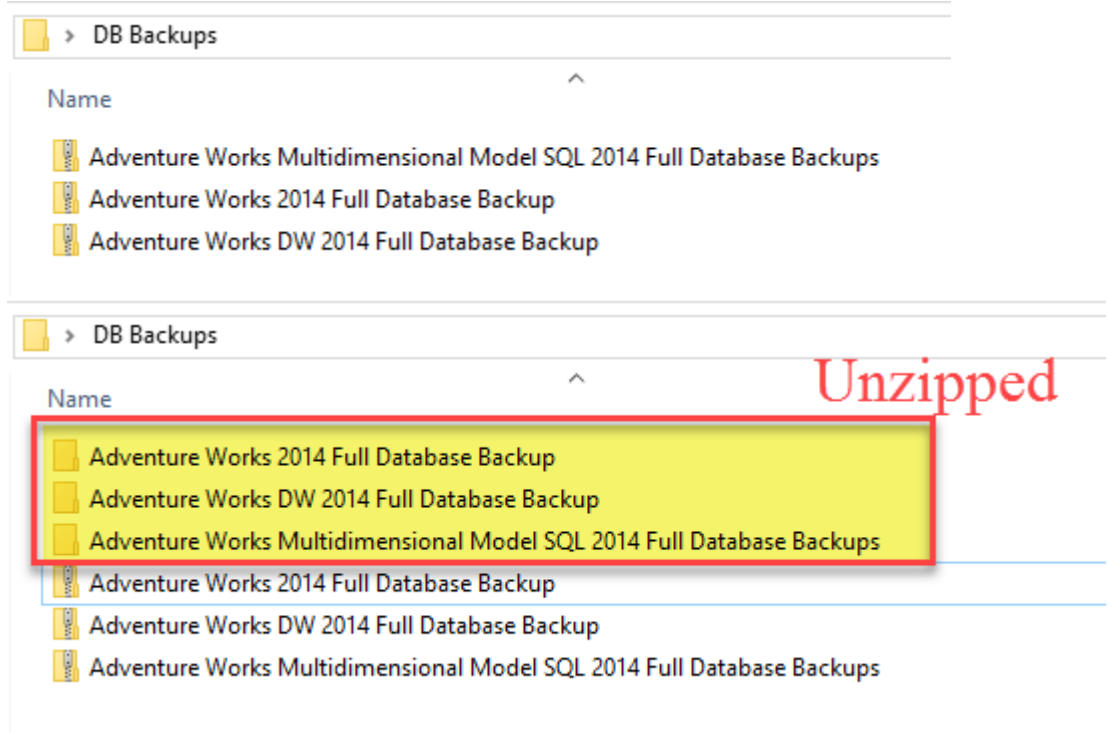 DB Backups
Name
Adventure Works Multidimensional Model SQL 2014 Full Database Backups
Adventure Works 2014 Full Database Backup
Adventure Works DW 2014 Full Database Backup
DB Backups
Unzipped
Name
Adventure Works 2014 Full Database Backup
Adventure Works DW 2014 Full Database Backup
Adventure Works Multidimensional Model SQL 2014 Full Database Backups
Adventure Works 2014 Full Database Backup
Adventure Works DW 2014 Full Database Backup
Adventure Works Multidimensional Model SQL 2014 Full Database Backups